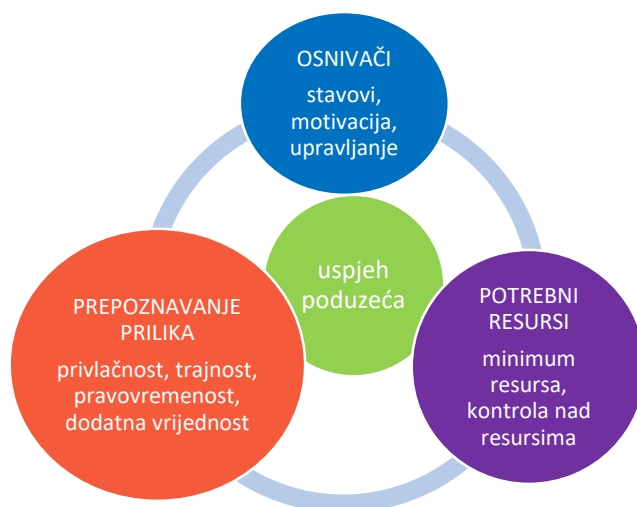 OSNIVAČI
stavovi,
motivacija,
upravljanje
uspjeh
poduzeća
PREPOZNAVANJE
PRILIKA
privlačnost, trajnost,
pravovremenost,
dodatna vrijednost
POTREBNI
RESURSI
minimum
resursa,
kontrola nad
resursima